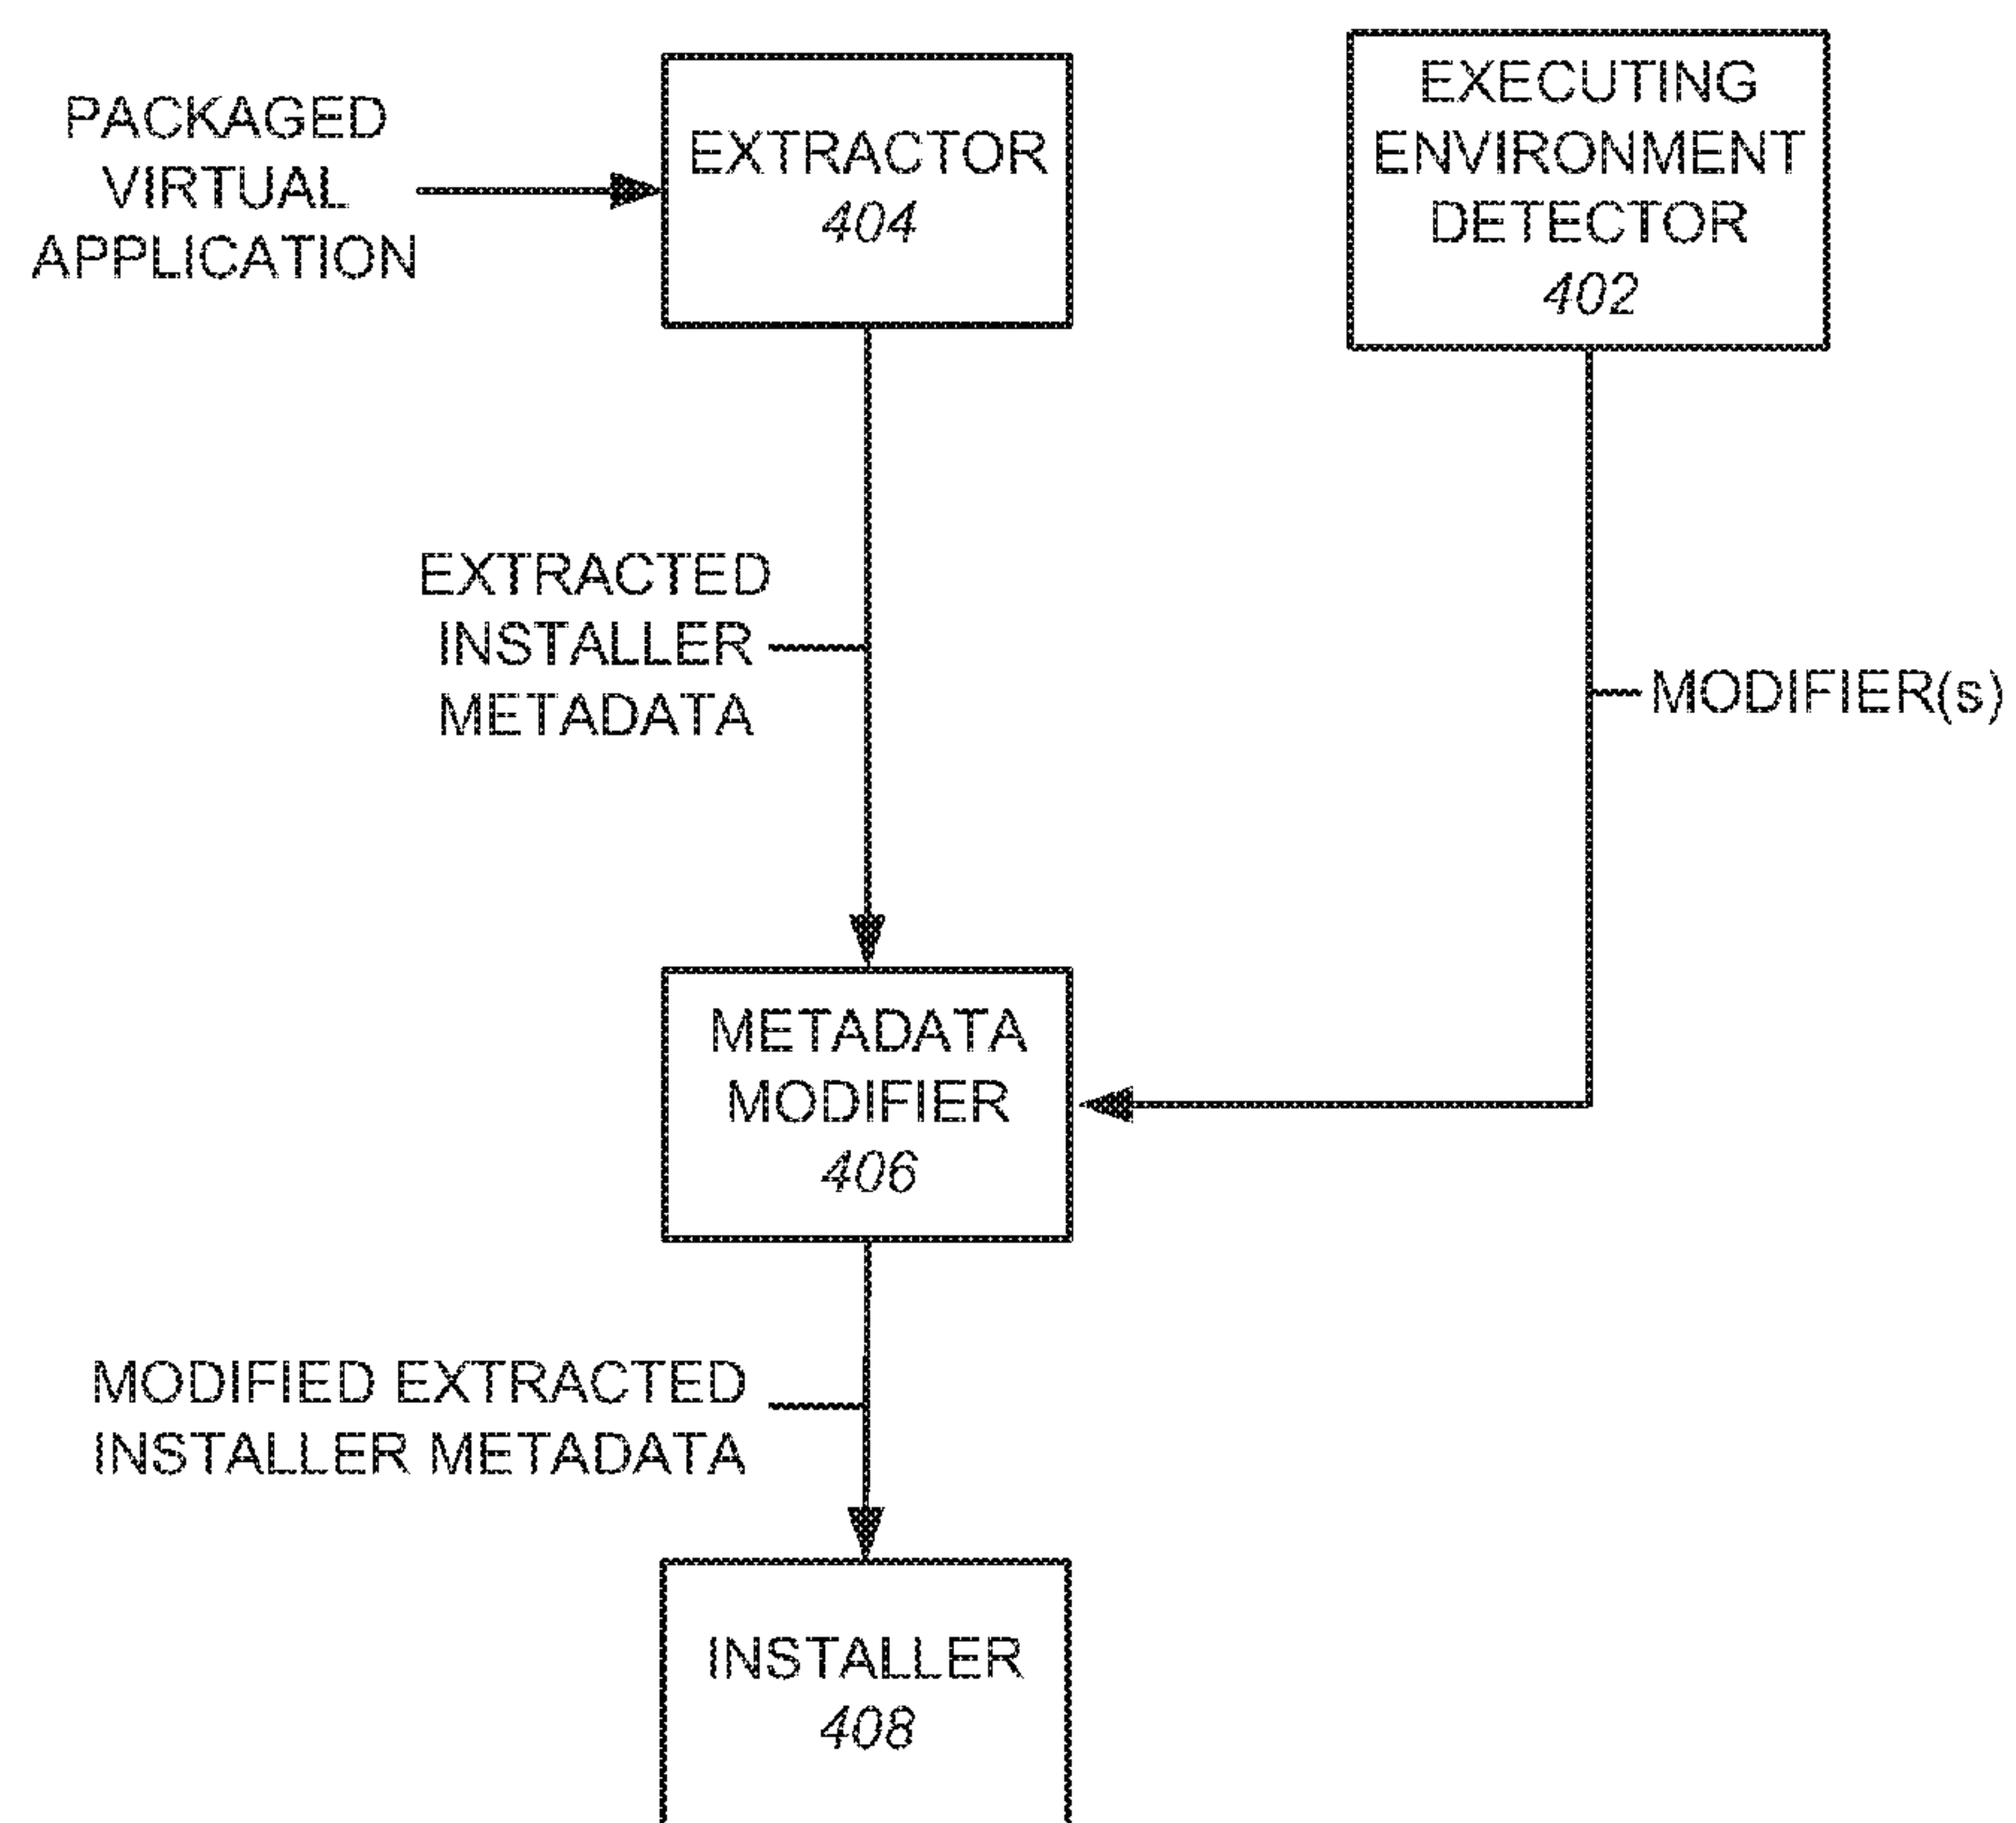 PACKAGED
VIRTUAL
APPLICATION
EXTRACTOR
404
EXECUTING
ENVIRONMENT
DETECTOR
402
EXTRACTED
INSTALLER
METADATA
MODIFIER(s)
METADATA
MODIFIER
406
MODIFIED EXTRACTED
INSTALLER METADATA
INSTALLER
408